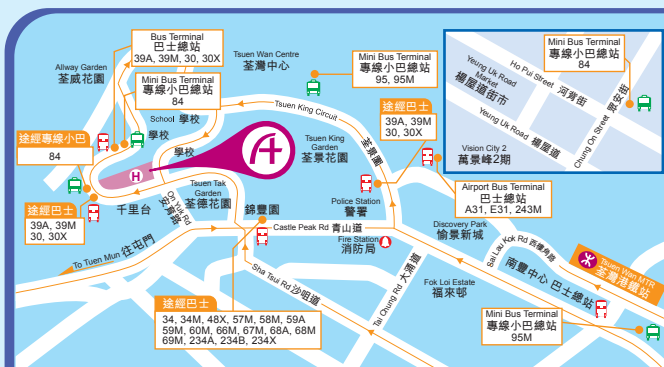 Bus Terminal
巴士總站
39A, 39M, 30, 30X
Allway Garden
荃威花園
Mini Bus Terminal
專線小巴總站
84
Tsuen Wan Centre
荃灣中心
Mini Bus Terminal
專線小巴總站
95, 95M
Mini Bus Terminal
專線小巴總站
84
Yeung Uk Road
Market
楊屋道街市
Ho Pui Street 河背街
Yeung Uk Road 楊屋道
Chung On Street 眾安街
Vision City 2
萬景峰2期
School 學校
學校
Tsuen King Circuit
荃景圍
Tsuen King
Garden
荃景花園
途經巴士
39A, 39M
30, 30X
途經專線小巴
84
H
千里台
On Yuk Rd
安育路
Tsuen Tak
Garden
荃德花園
錦豐園
途經巴士
39A, 39M
30, 30X
Police Station
警署
Airport Bus Terminal
巴士總站
A31, E31, 243M
Castle Peak Rd 青山道
Fire Station
消防局
Discovery Park
愉景新城
Sai Lau Kok Rd 西樓角路
Tsuen Wan MTR
荃灣港鐵站
To Tuen Mun 往屯門
Sha Tsui Rd 沙咀道
Tai Chung Rd 大涌道
Fok Loi Estate
福來邨
南豐中心 巴士總站
途經巴士
34, 34M, 48X, 57M, 58M, 59A
59M, 60M, 66M, 67M, 68A, 68M
69M, 234A, 234B, 234X
Mini Bus Terminal
專線小巴總站
95M